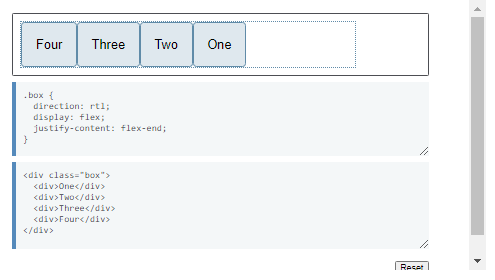 Four Three Two One
.box {
  direction: rtl;
  display: flex;
  justify-content: flex-end;
}
<div class="box">
  <div>One</div>
  <div>Two</div>
  <div>Three</div>
  <div>Four</div>
</div>
Reset